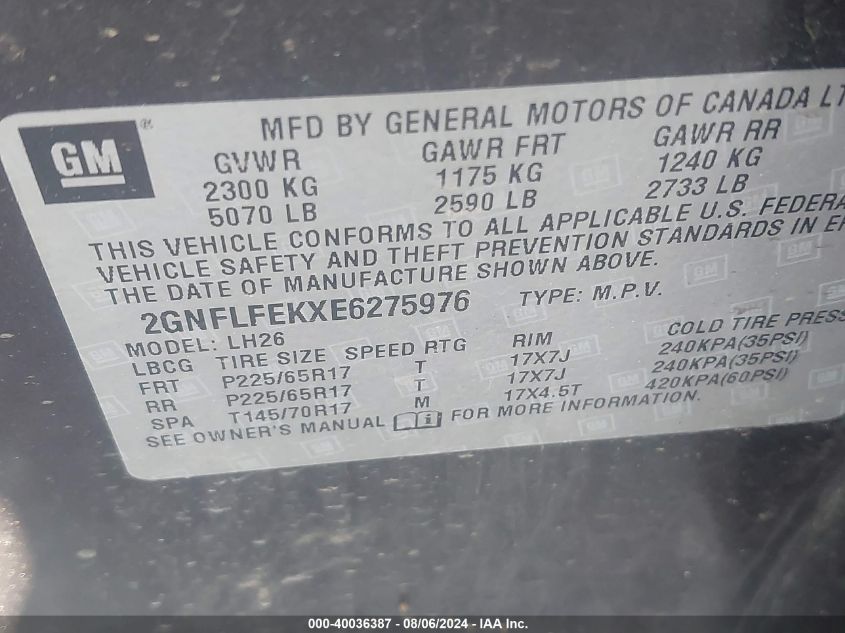 GM ® MFD BY GENERAL MOTORS OF CANADA LT
GVWR GAWR FRT GAWR RR
2300 KG 1175 KG 1240 KG
5070 LB 2590 LB 2733 LB
THIS VEHICLE CONFORMS TO ALL APPLICABLE U.S. FEDERA
VEHICLE SAFETY AND THEFT PREVENTION STANDARDS IN EF
THE DATE OF MANUFACTURE SHOWN ABOVE.
2GNFLFEKXE6275976 TYPE: M.P.V.
MODEL: LH26
LBCG TIRE SIZE SPEED RTG RIM COLD TIRE PRESS
FRT P225/65R17 T 17X7J 240KPA(35PSI)
RR P225/65R17 T 17X7J 240KPA(35PSI)
SPA T145/70R17 M 17X4.5T 420KPA(60PSI)
SEE OWNER'S MANUAL FOR MORE INFORMATION.
000-40036387 - 08/06/2024 - IAA Inc.